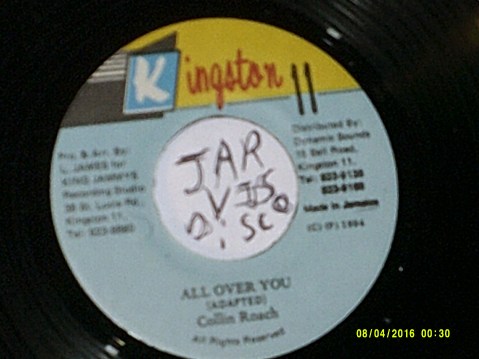 Kingston 11
Pro. & Arr. By:
L. JAMES for
KING JAMMYS
Recording Studio
38 St. Lucia Rd.
Kingston 11.
Distributed By:
Dynamic Sounds
15 Bell Road,
Kingston 11.
Made in Jamaica
(C) (P) 1994
JAR
VIS
DiSCO
ALL OVER YOU
(ADAPTED)
Collin Roach
All Rights Reserved
08/04/2016 00:30